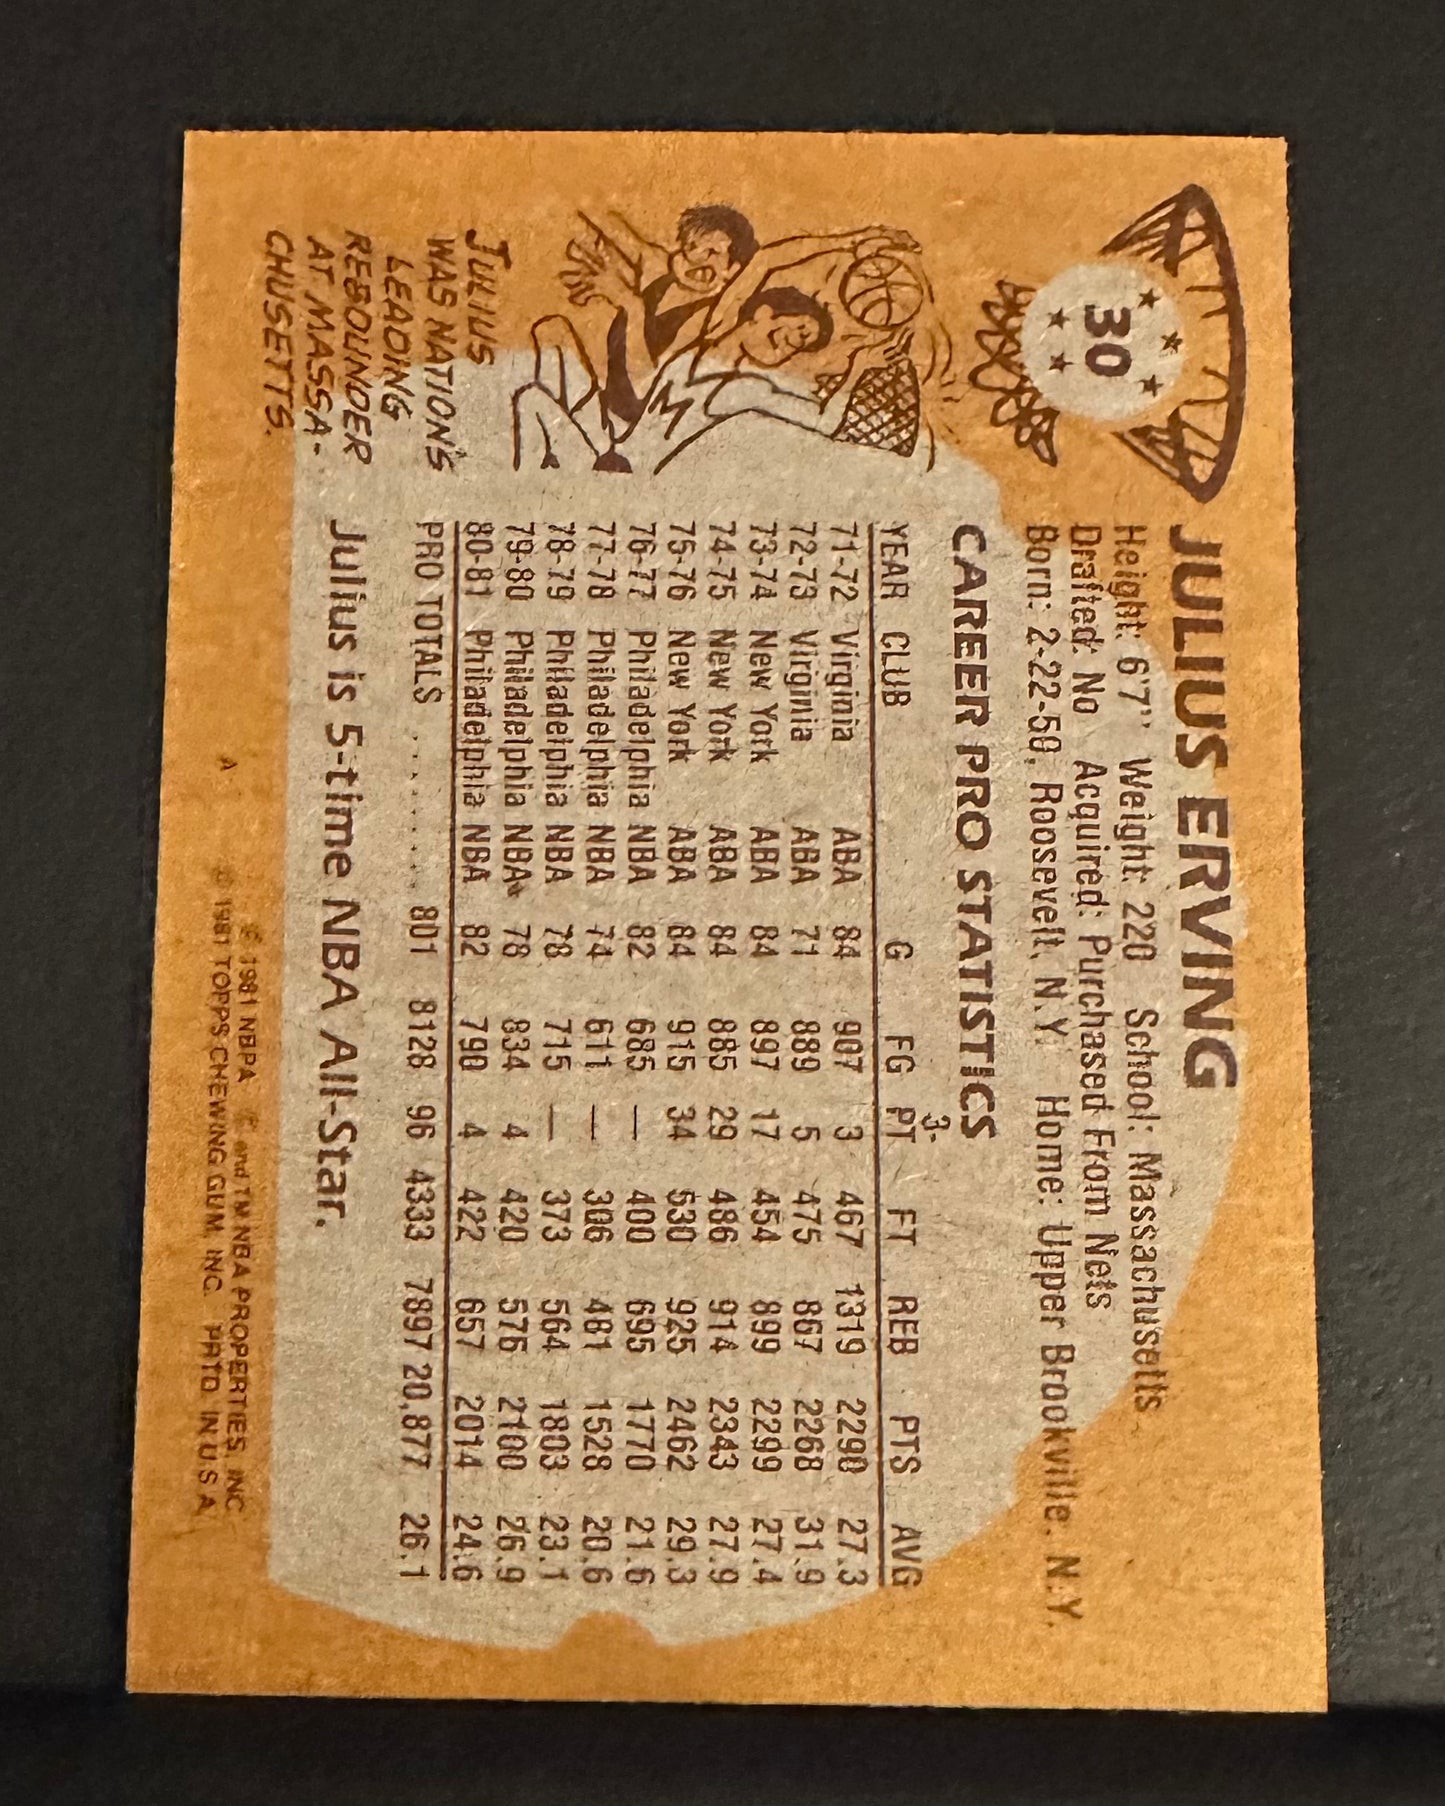 30
JULIUS ERVING
Height: 6'7" Weight: 220 School: Massachusetts
Drafted: No Acquired: Purchased From Nets
Born: 2-22-50, Roosevelt, N.Y. Home: Upper Brookville, N.Y.
CAREER PRO STATISTICS
3-
YEAR CLUB G FG PT FT REB PTS AVG
71-72 Virginia ABA 84 907 3 467 1319 2290 27.3
72-73 Virginia ABA 71 889 5 475 867 2268 31.9
73-74 New York ABA 84 897 17 454 899 2299 27.4
74-75 New York ABA 84 885 29 486 914 2343 27.9
75-76 New York ABA 84 915 34 530 925 2462 29.3
76-77 Philadelphia NBA 82 685 — 400 695 1770 21.6
77-78 Philadelphia NBA 74 611 — 306 481 1528 20.6
78-79 Philadelphia NBA 78 715 — 373 564 1803 23.1
79-80 Philadelphia NBA 78 834 4 420 576 2100 26.9
80-81 Philadelphia NBA 82 790 4 422 657 2014 24.6
PRO TOTALS .......... 801 8128 96 4333 7897 20,877 26.1
JULIUS
WAS NATION'S
LEADING
REBOUNDER
AT MASSA-
CHUSETTS.
Julius is 5-time NBA All-Star.
© 1981 NBPA © and TM NBA PROPERTIES, INC
A © 1981 TOPPS CHEWING GUM, INC. PRTD IN U S A